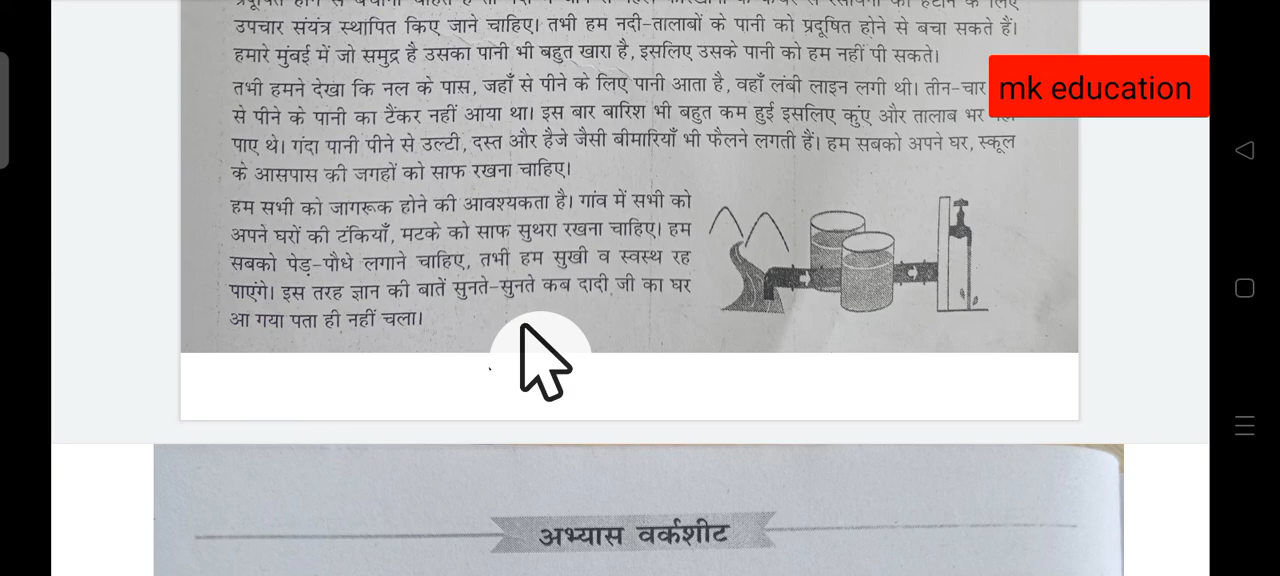 उपचार संयंत्र स्थापित किए जाने चाहिए। तभी हम नदी-तालाबों के पानी को प्रदूषित होने से बचा सकते हैं।
हमारे मुंबई में जो समुद्र है उसका पानी भी बहुत खारा है, इसलिए उसके पानी को हम नहीं पी सकते।
तभी हमने देखा कि नल के पास, जहाँ से पीने के लिए पानी आता है, वहाँ लंबी लाइन लगी थी। तीन-चार
mk education
से पीने के पानी का टैंकर नहीं आया था। इस बार बारिश भी बहुत कम हुई इसलिए कुंए और तालाब भर
पाए थे। गंदा पानी पीने से उल्टी, दस्त और हैजे जैसी बीमारियाँ भी फैलने लगती हैं। हम सबको अपने घर, स्कूल
के आसपास की जगहों को साफ रखना चाहिए।
हम सभी को जागरूक होने की आवश्यकता है। गांव में सभी को
अपने घरों की टंकियाँ, मटके को साफ सुथरा रखना चाहिए। हम
सबको पेड़-पौधे लगाने चाहिए, तभी हम सुखी व स्वस्थ रह
पाएंगे। इस तरह ज्ञान की बातें सुनते-सुनते कब दादी जी का घर
आ गया पता ही नहीं चला।
अभ्यास वर्कशीट